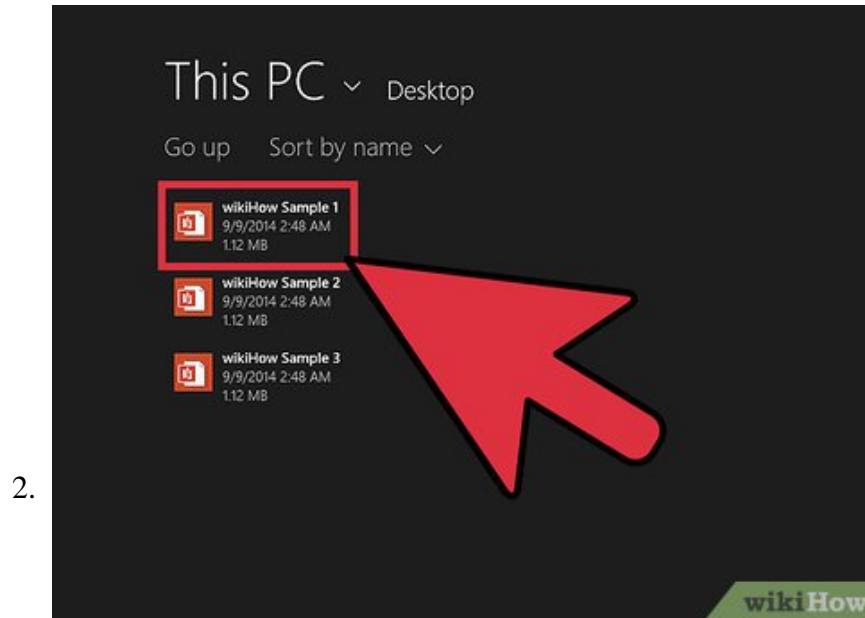 This PC Desktop
Go up Sort by name
wikiHow Sample 1
9/9/2014 2:48 AM
1.12 MB
wikiHow Sample 2
9/9/2014 2:48 AM
1.12 MB
wikiHow Sample 3
9/9/2014 2:48 AM
1.12 MB
2.
wikiHow